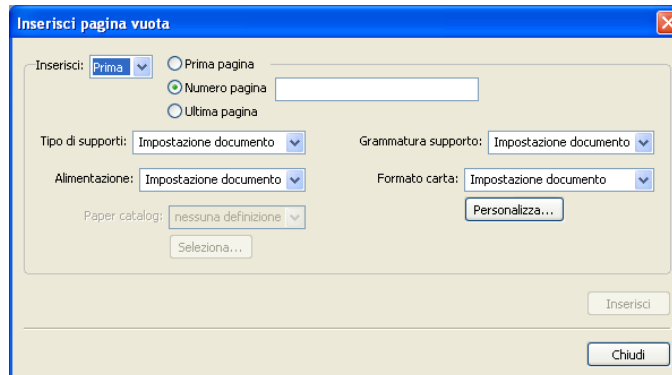 Inserisci pagina vuota
Inserisci: Prima
Prima pagina
Numero pagina
Ultima pagina
Tipo di supporti: Impostazione documento
Grammatura supporto: Impostazione documento
Alimentazione: Impostazione documento
Formato carta: Impostazione documento
Paper catalog: nessuna definizione
Personalizza...
Seleziona...
Inserisci
Chiudi